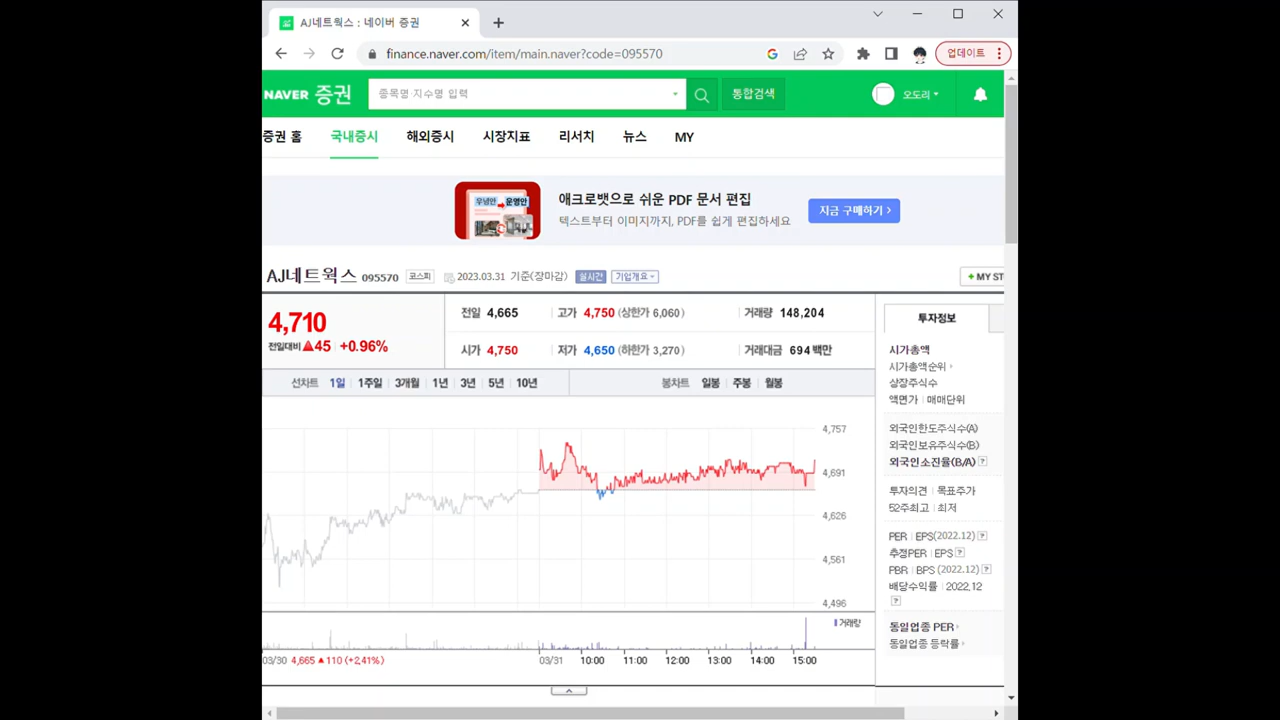 AJ네트웍스 : 네이버 증권
finance.naver.com/item/main.naver?code=095570
업데이트
NAVER 증권
종목명 지수명 입력
통합검색
오도리
증권 홈 국내증시 해외증시 시장지표 리서치 뉴스 MY
우녕안 운영안
애크로뱃으로 쉬운 PDF 문서 편집
텍스트부터 이미지까지, PDF를 쉽게 편집하세요
지금 구매하기 >
AJ네트웍스 095570 코스피 2023.03.31 기준(장마감) 실시간 기업개요
+ MY ST
4,710
전일대비 ▲45 +0.96%
전일 4,665 고가 4,750 (상한가 6,060) 거래량 148,204
시가 4,750 저가 4,650 (하한가 3,270) 거래대금 694 백만
선차트 1일 1주일 3개월 1년 3년 5년 10년 봉차트 일봉 주봉 월봉
4,757
4,691
4,626
4,561
4,496
거래량
03/30 4,665 ▲ 110 (+2.41%) 03/31 10:00 11:00 12:00 13:00 14:00 15:00
투자정보
시가총액
시가총액순위
상장주식수
액면가 | 매매단위
외국인한도주식수(A)
외국인보유주식수(B)
외국인소진율(B/A) ?
투자의견 | 목표주가
52주최고 | 최저
PER | EPS(2022.12) ?
추정PER | EPS ?
PBR | BPS (2022.12) ?
배당수익률 | 2022.12
?
동일업종 PER
동일업종 등락률